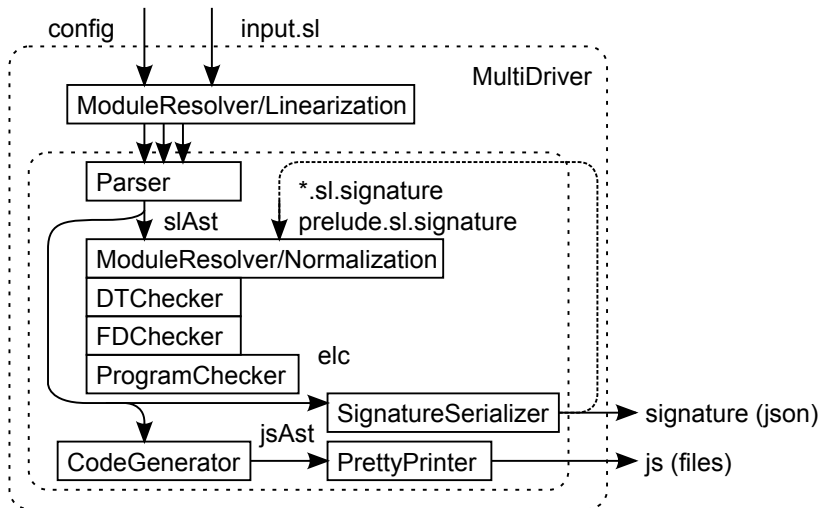 config
input.sl
MultiDriver
ModuleResolver/Linearization
Parser
*.sl.signature
slAst
prelude.sl.signature
ModuleResolver/Normalization
DTChecker
FDChecker
elc
ProgramChecker
SignatureSerializer
signature (json)
jsAst
CodeGenerator
PrettyPrinter
js (files)